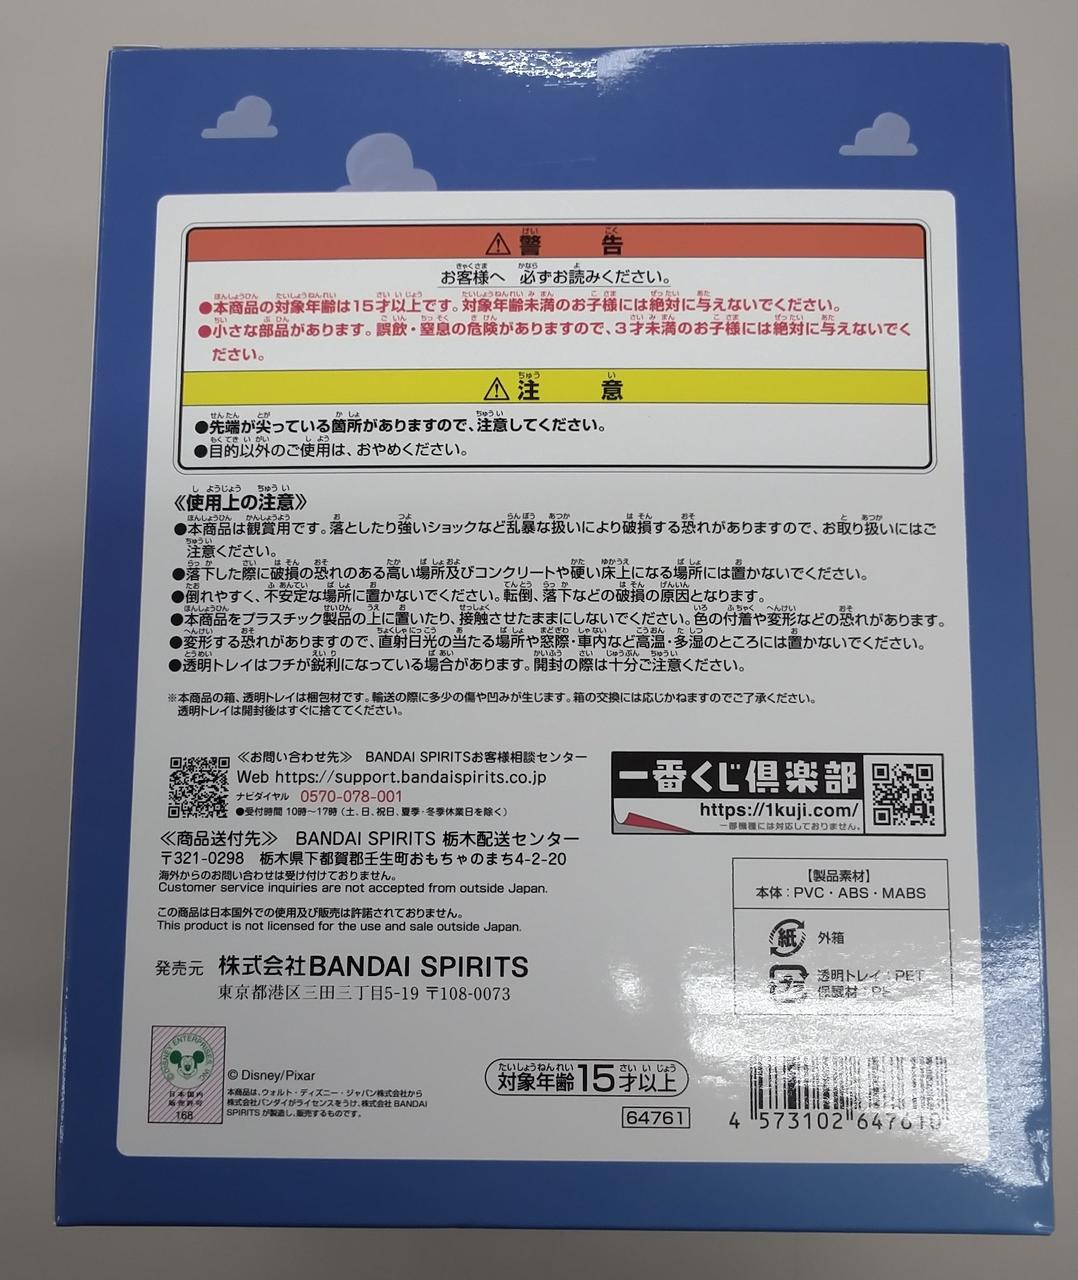 ⚠警告
お客様へ 必ずお読みください。
●本商品の対象年齢は15才以上です。対象年齢未満のお子様には絶対に与えないでください。
●小さな部品があります。誤飲・窒息の危険がありますので、3才未満のお子様には絶対に与えないでく
ださい。
⚠注意
●先端が尖っている箇所がありますので、注意してください。
●目的以外のご使用は、おやめください。
《使用上の注意》
●本商品は観賞用です。落としたり強いショックなど乱暴な扱いにより破損する恐れがありますので、お取り扱いにはご
注意ください。
●落下した際に破損の恐れのある高い場所及びコンクリートや硬い床上になる場所には置かないでください。
●倒れやすく、不安定な場所に置かないでください。転倒、落下などの破損の原因となります。
●本商品をプラスチック製品の上に置いたり、接触させたままにしないでください。色の付着や変形などの恐れがあります。
●変形する恐れがありますので、直射日光の当たる場所や窓際・車内など高温・多湿のところには置かないでください。
●透明トレイはフチが鋭利になっている場合があります。開封の際は十分ご注意ください。
※本商品の箱、透明トレイは梱包材です。輸送の際に多少の傷や凹みが生じます。箱の交換には応じかねますのでご了承ください。
透明トレイは開封後はすぐに捨ててください。
≪お問い合わせ先≫ BANDAI SPIRITSお客様相談センター
Web https://support.bandaispirits.co.jp
ナビダイヤル 0570-078-001
●受付時間 10時～17時(土、日、祝日、夏季・冬季休業日を除く)
≪商品送付先≫ BANDAI SPIRITS 栃木配送センター
〒321-0298 栃木県下都賀郡壬生町おもちゃのまち4-2-20
海外からのお問い合わせは受け付けておりません。
Customer service inquiries are not accepted from outside Japan.
この商品は日本国外での使用及び販売は許諾されておりません。
This product is not licensed for the use and sale outside Japan.
発売元 株式会社BANDAI SPIRITS
東京都港区三田三丁目5-19 〒108-0073
一番くじ倶楽部
https://1kuji.com/
一部機種には対応しておりません。
【製品素材】
本体：PVC・ABS・MABS
紙 外箱
透明トレイ：PET
保護材：PE
©DISNEY ENTERPRISES INC.
日本国内
販売許可
168
© Disney/Pixar
本商品は、ウォルト・ディズニー・ジャパン株式会社から
株式会社バンダイがライセンスをうけ、株式会社 BANDAI
SPIRITS が製造し、販売するものです。
対象年齢15才以上
64761
4 573102 647610